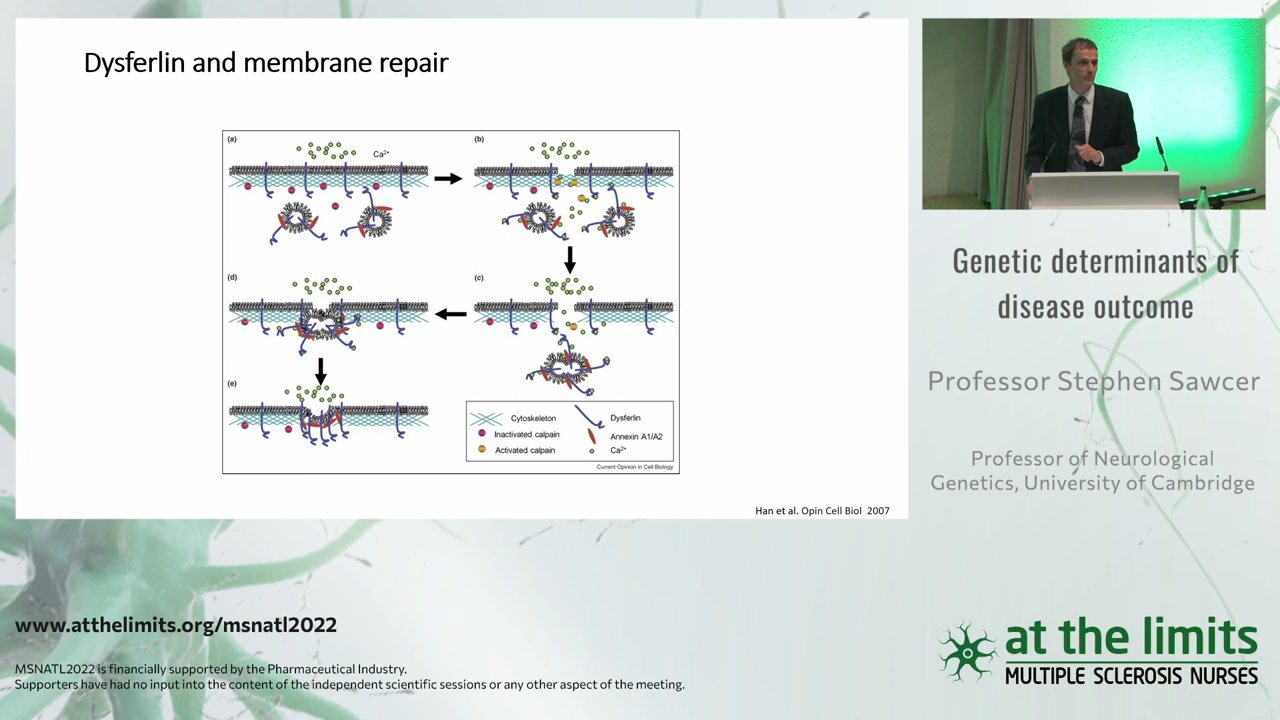 Dysferlin and membrane repair
(a)
Ca²⁺
(b)
(d)
(c)
(e)
Cytoskeleton
Dysferlin
Inactivated calpain
Annexin A1/A2
Activated calpain
Ca²⁺
Current Opinion in Cell Biology
Han et al. Opin Cell Biol 2007
Genetic determinants of
disease outcome
Professor Stephen Sawcer
Professor of Neurological
Genetics, University of Cambridge
www.atthelimits.org/msnatl2022
MSNATL2022 is financially supported by the Pharmaceutical Industry.
Supporters have had no input into the content of the independent scientific sessions or any other aspect of the meeting.
at the limits
MULTIPLE SCLEROSIS NURSES